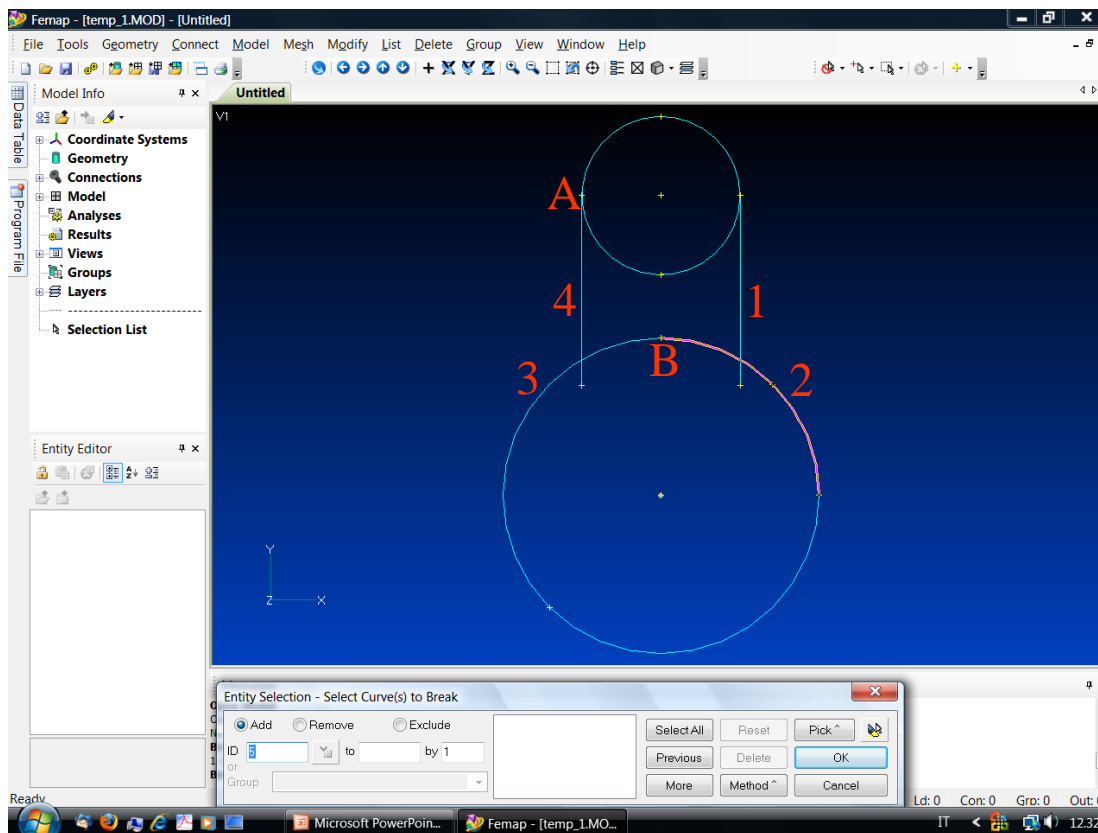 Femap - [temp_1.MOD] - [Untitled]
File Tools Geometry Connect Model Mesh Modify List Delete Group View Window Help
Model Info
Untitled
Data Table
Program File
Coordinate Systems
Geometry
Connections
Model
Analyses
Results
Views
Groups
Layers
Selection List
V1
A
4
1
B
3
2
Y
Z X
Entity Editor
Entity Selection - Select Curve(s) to Break
Add Remove Exclude
ID 5 to by 1
or
Group
Select All Reset Pick ^
Previous Delete OK
More Method ^ Cancel
Ready
Ld: 0 Con: 0 Grp: 0 Out:
Microsoft PowerPoin... Femap - [temp_1.MO... IT < 12.32